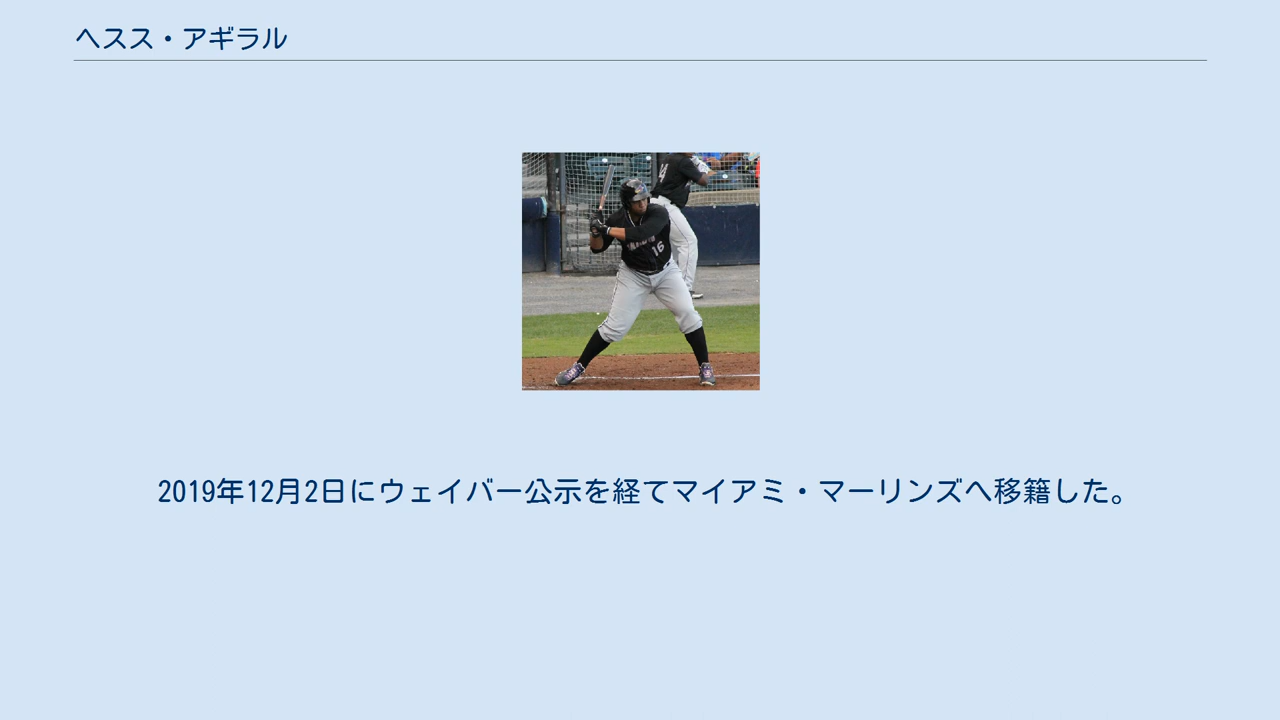 ヘスス・アギラル
14
16
2019年12月2日にウェイバー公示を経てマイアミ・マーリンズへ移籍した。